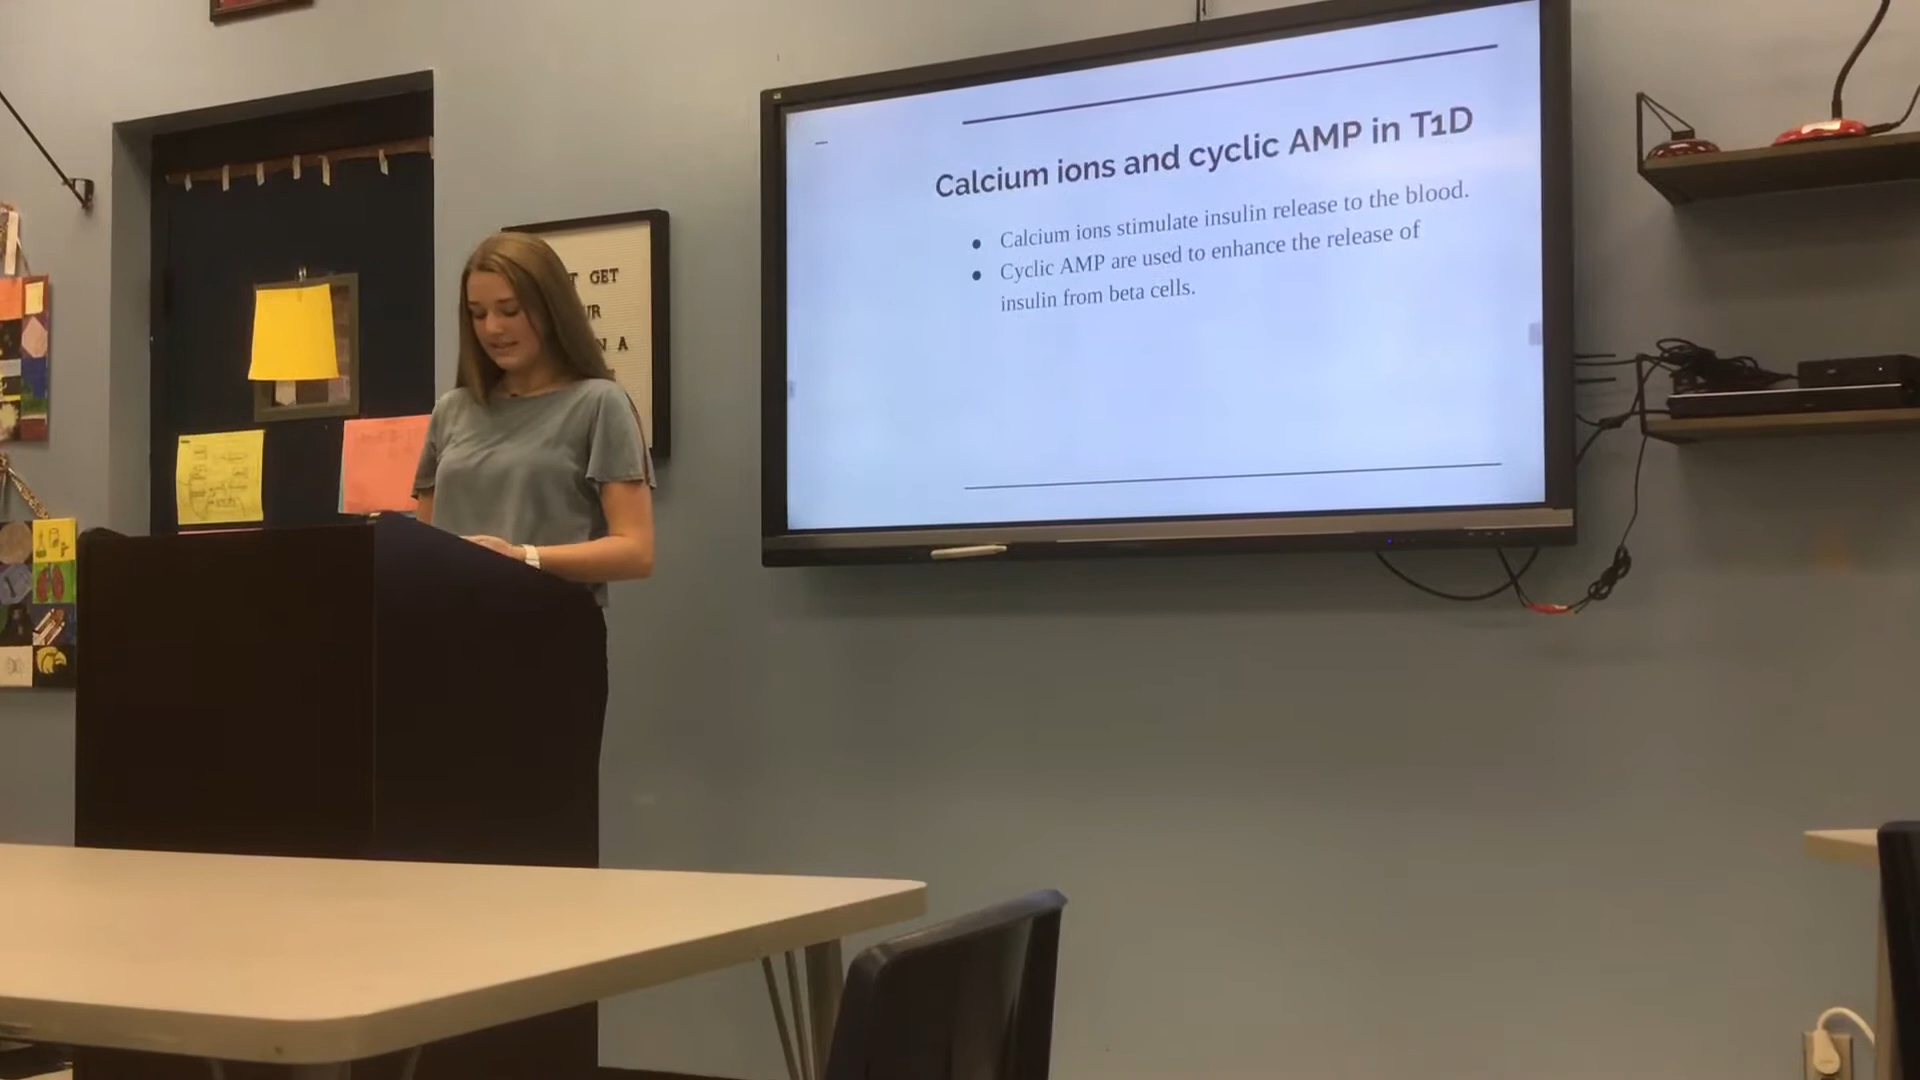 Calcium ions and cyclic AMP in T1D
● Calcium ions stimulate insulin release to the blood.
● Cyclic AMP are used to enhance the release of
insulin from beta cells.
GET
A